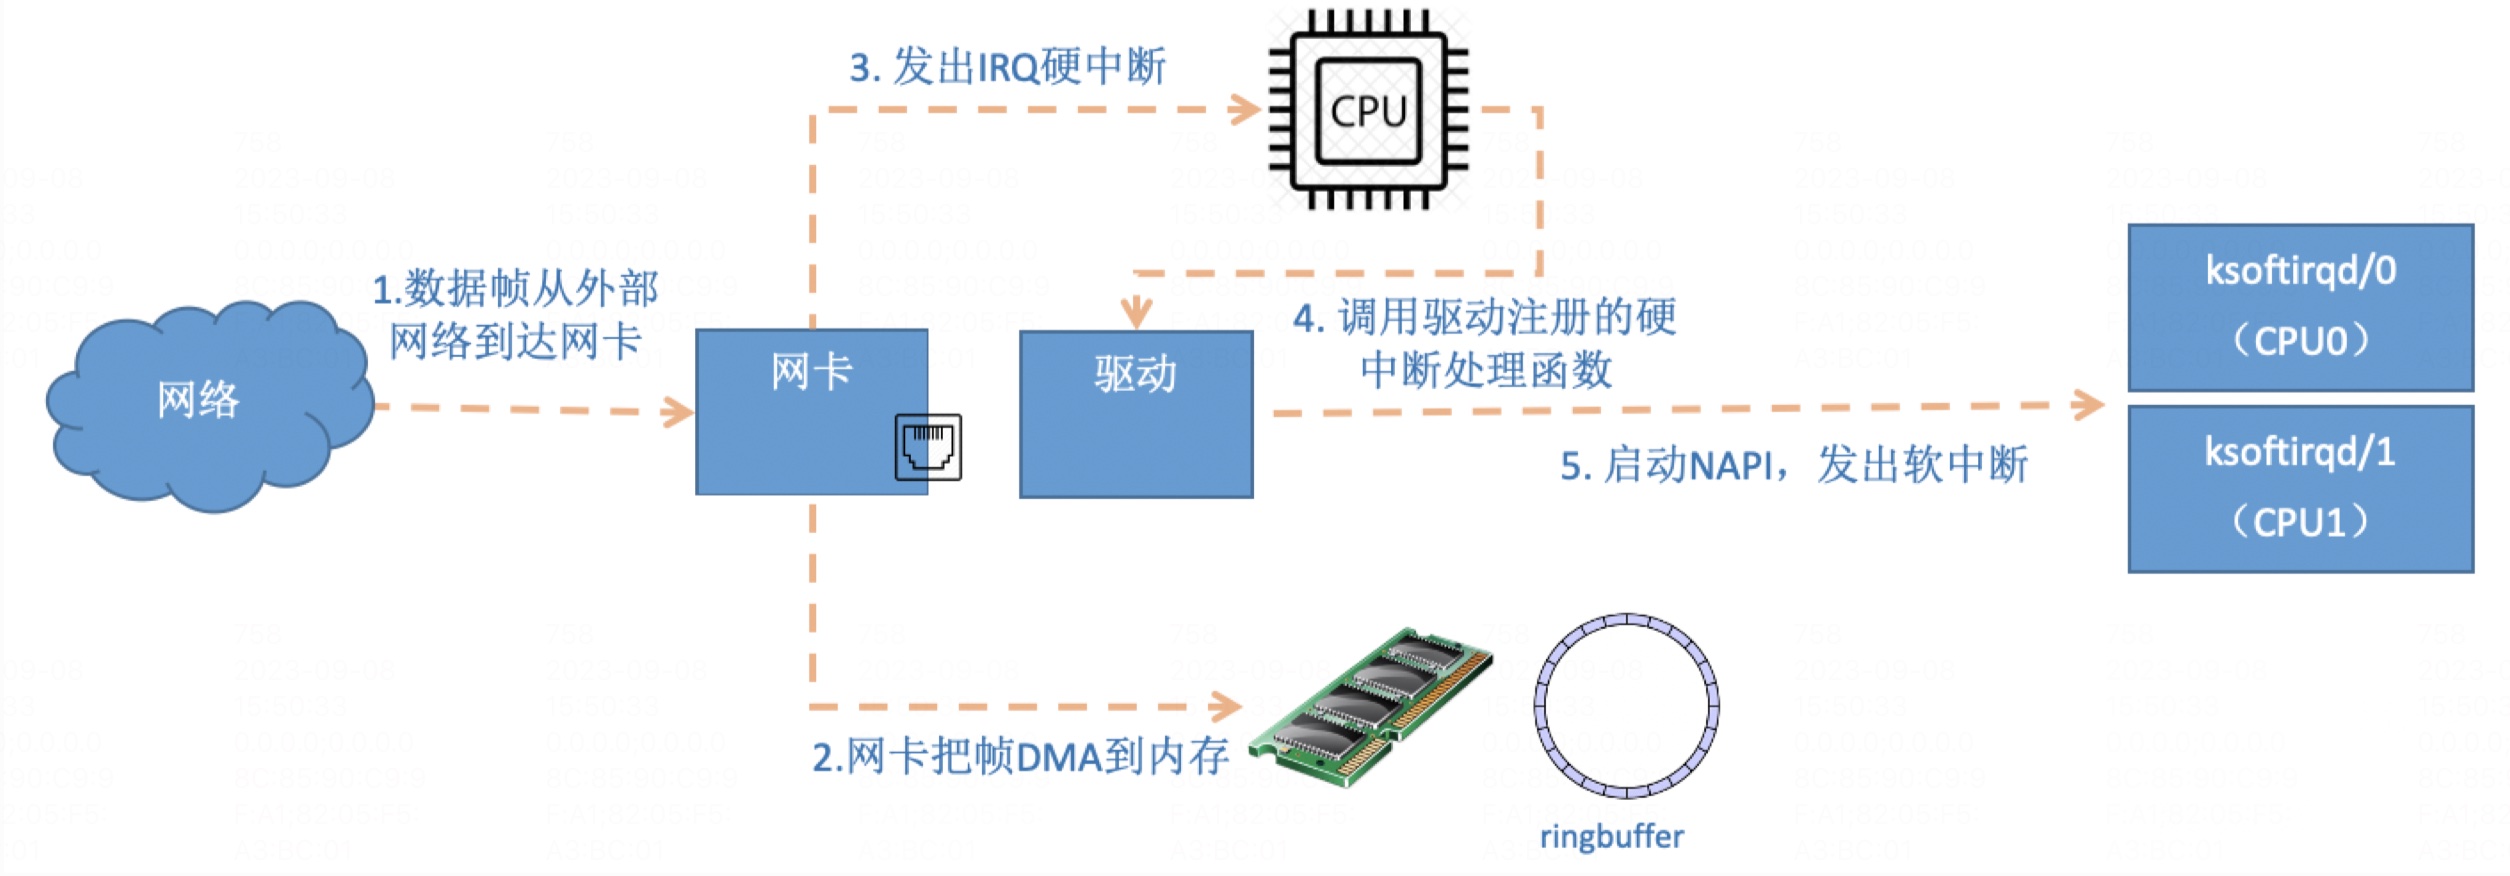 3. 发出IRQ硬中断
CPU
1.数据帧从外部
网络到达网卡
网络
网卡
驱动
4. 调用驱动注册的硬
中断处理函数
ksoftirqd/0
（CPU0）
5. 启动NAPI，发出软中断
ksoftirqd/1
（CPU1）
2.网卡把帧DMA到内存
ringbuffer